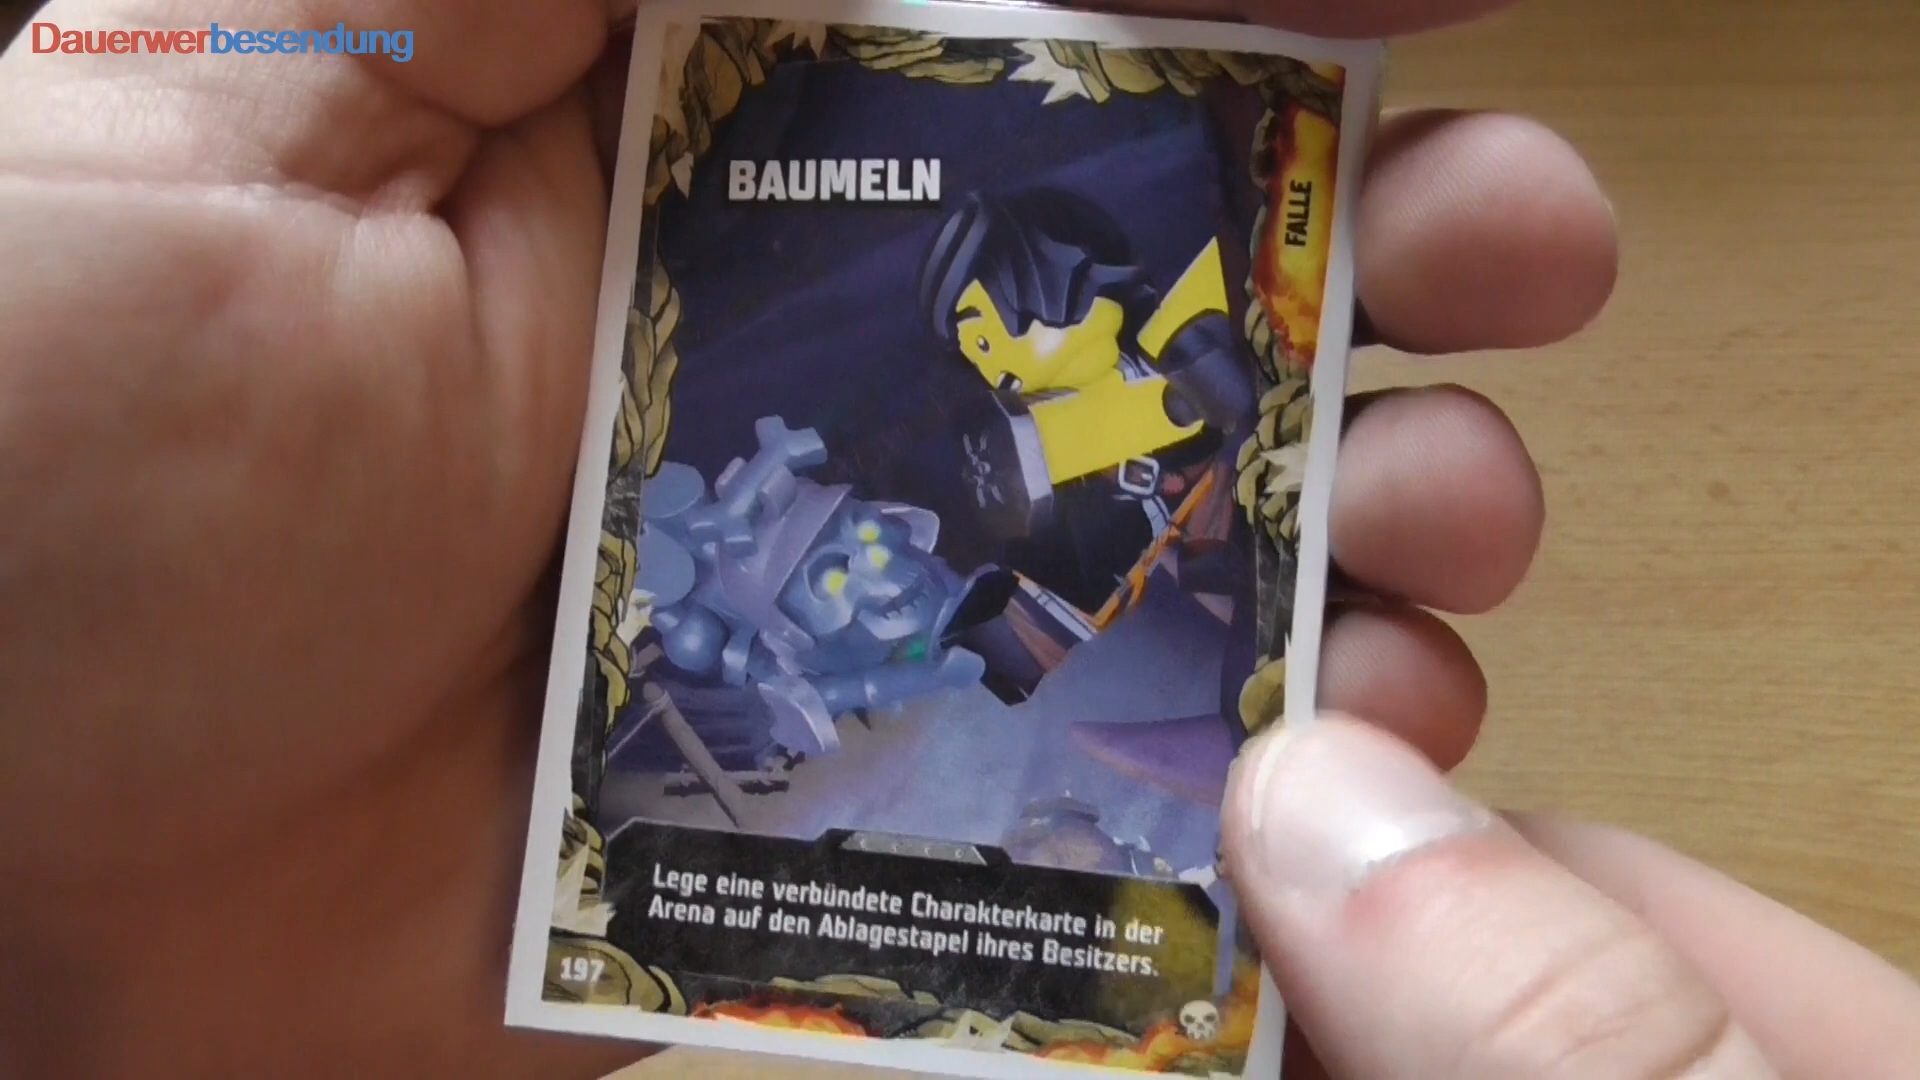 Dauerwerbesendung
BAUMELN
FALLE
Lege eine verbündete Charakterkarte in der
Arena auf den Ablagestapel ihres Besitzers.
197